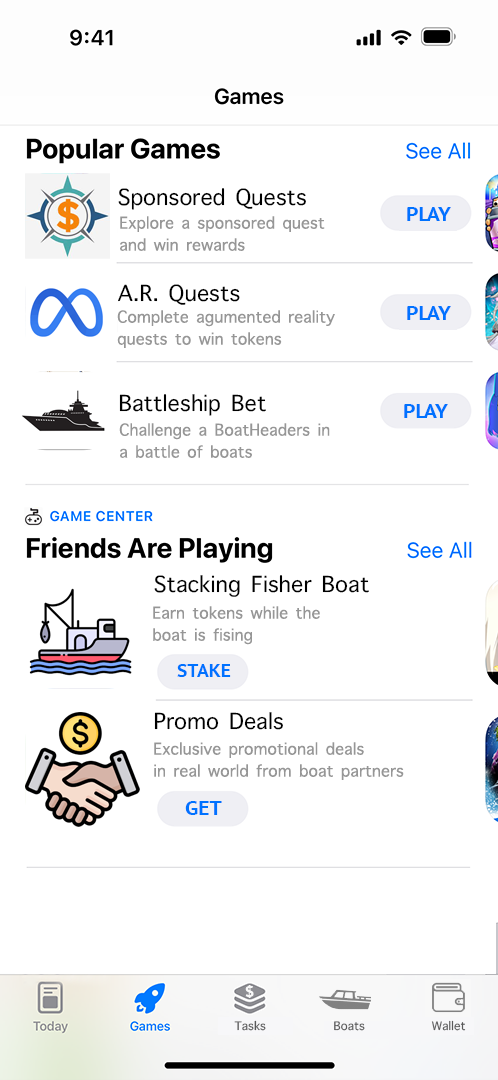 9:41
Games
Popular Games
See All
Sponsored Quests
Explore a sponsored quest
and win rewards
PLAY
A.R. Quests
Complete agumented reality
quests to win tokens
PLAY
Battleship Bet
Challenge a BoatHeaders in
a battle of boats
PLAY
GAME CENTER
Friends Are Playing
See All
Stacking Fisher Boat
Earn tokens while the
boat is fising
STAKE
Promo Deals
Exclusive promotional deals
in real world from boat partners
GET
Today
Games
Tasks
Boats
Wallet